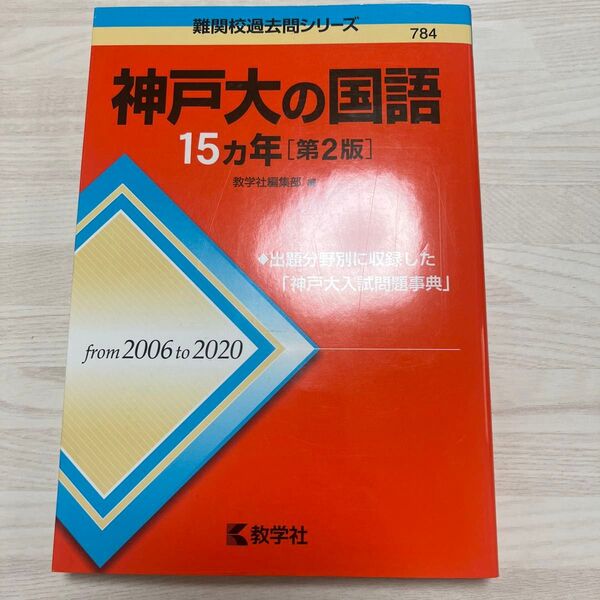 難関校過去問シリーズ
784
神戸大の国語
15ヵ年[第2版]
教学社編集部 編
◆出題分野別に収録した
「神戸大入試問題事典」
from 2006 to 2020
教学社